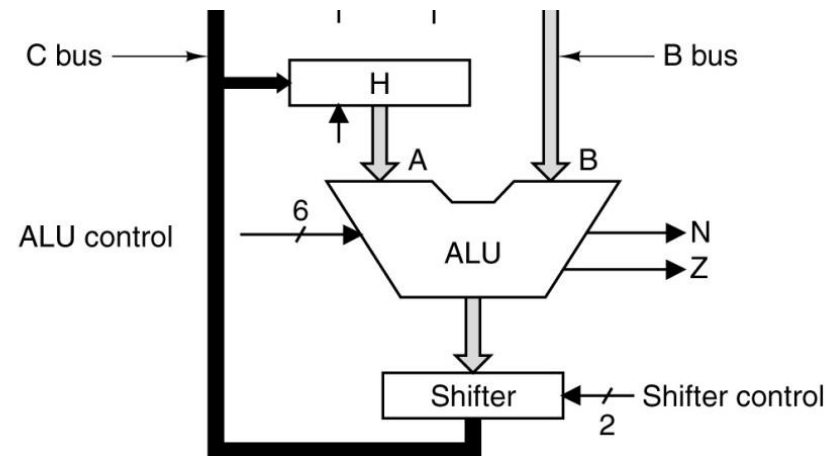 C bus
B bus
H
A
B
6
ALU control
N
ALU
Z
Shifter
Shifter control
2